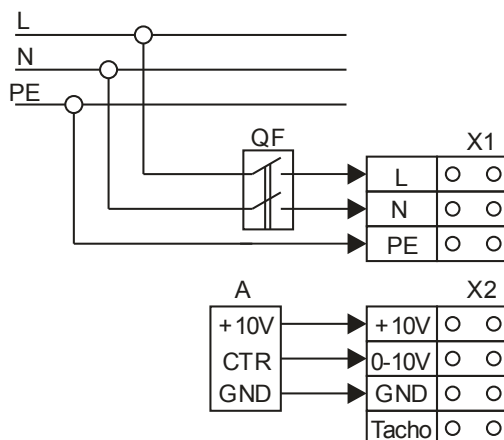 L
N
PE
QF
X1
L
N
PE
A
X2
+10V
+10V
CTR
0-10V
GND
GND
Tacho